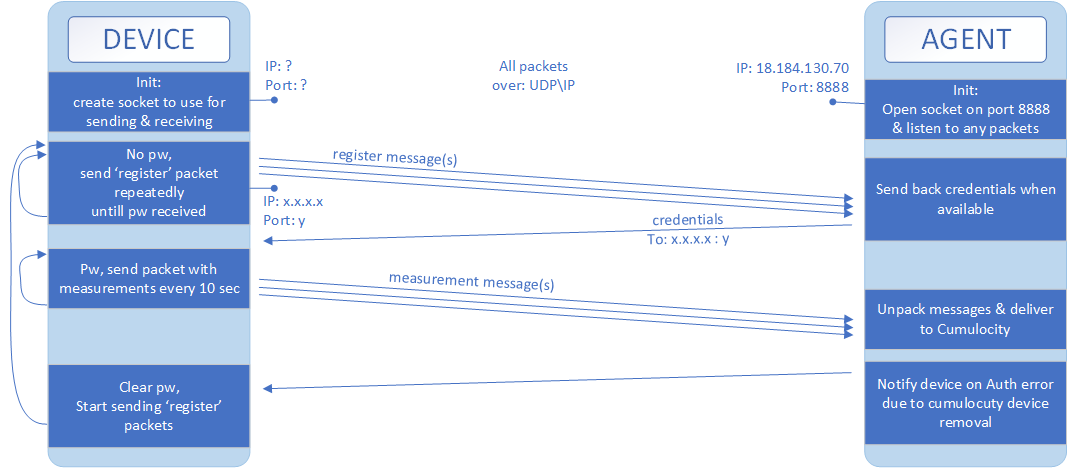 DEVICE
AGENT
Init:
create socket to use for
sending & receiving
IP: ?
Port: ?
All packets
over: UDP\IP
IP: 18.184.130.70
Port: 8888
Init:
Open socket on port 8888
& listen to any packets
No pw,
send ‘register’ packet
repeatedly
untill pw received
register message(s)
IP: x.x.x.x
Port: y
Send back credentials when
available
credentials
To: x.x.x.x : y
Pw, send packet with
measurements every 10 sec
measurement message(s)
Unpack messages & deliver
to Cumulocity
Clear pw,
Start sending ‘register’
packets
Notify device on Auth error
due to cumulocuty device
removal